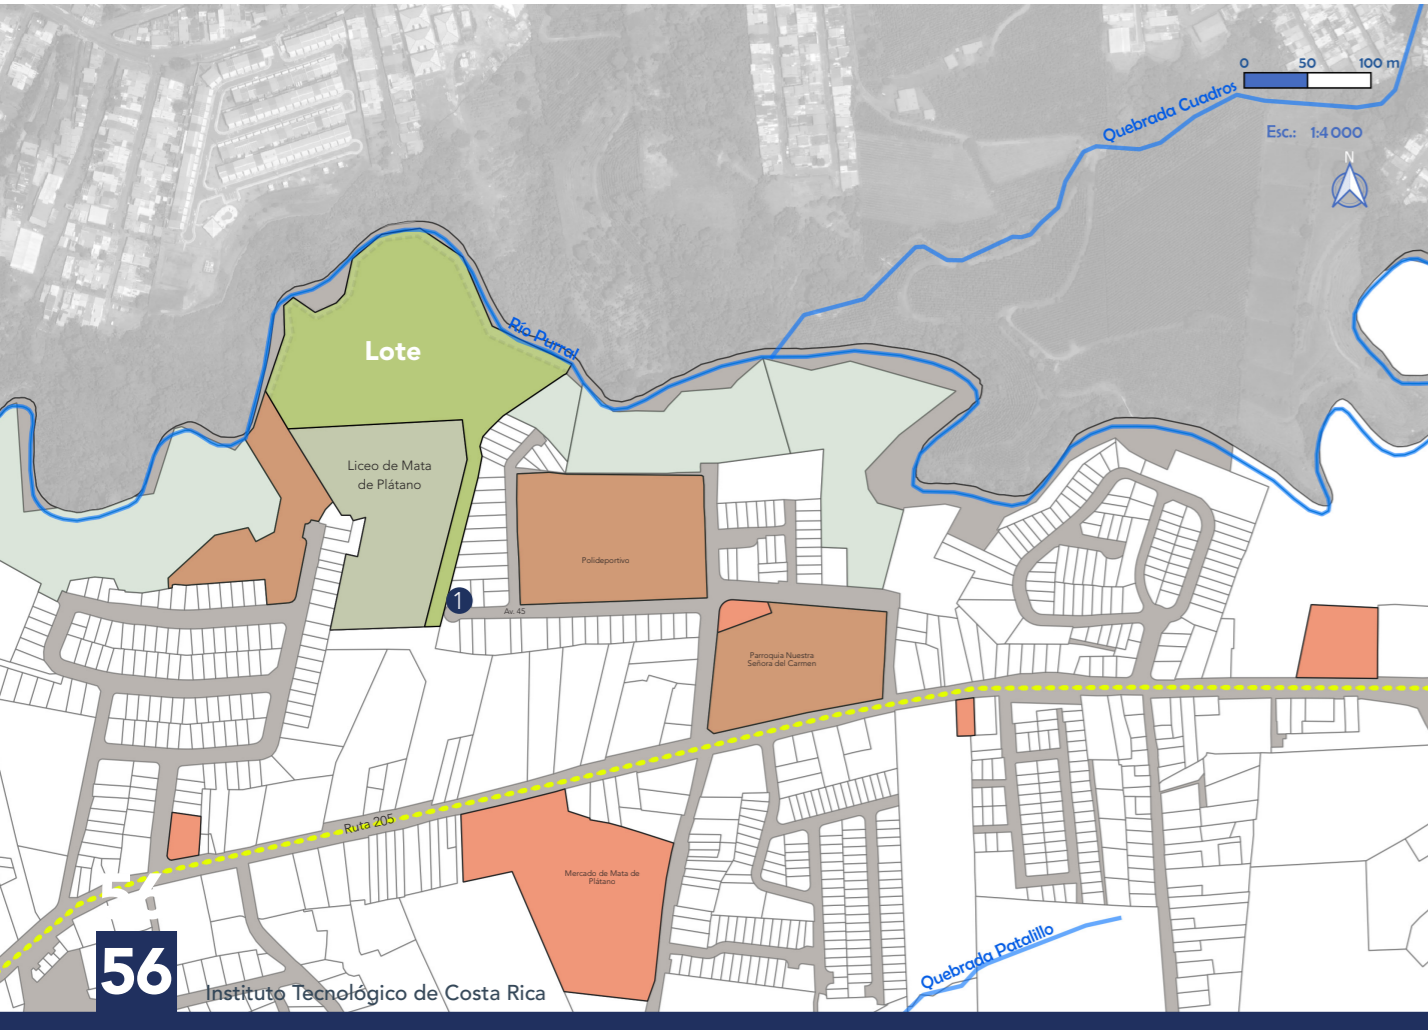 0 50 100 m
Quebrada Cuadros
Esc.: 1:4 000
N
Río Purral
Lote
Liceo de Mata
de Plátano
Polideportivo
1
Av. 45
Parroquia Nuestra
Señora del Carmen
Ruta 205
Mercado de Mata de
Plátano
56
Quebrada Patalillo
56
Instituto Tecnológico de Costa Rica